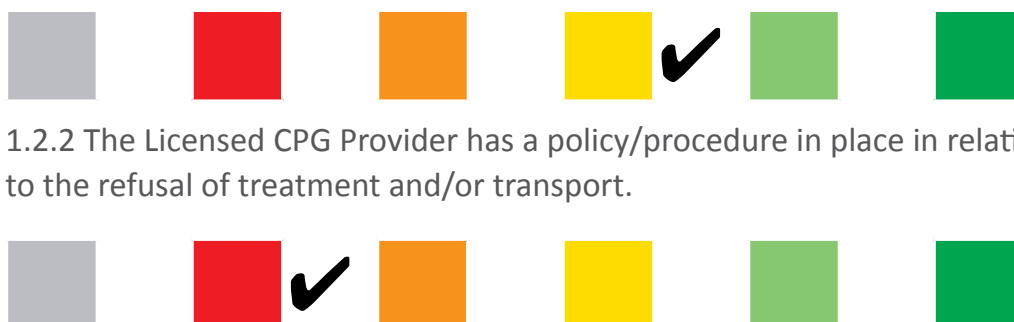 1.2.2 The Licensed CPG Provider has a policy/procedure in place in relati
to the refusal of treatment and/or transport.